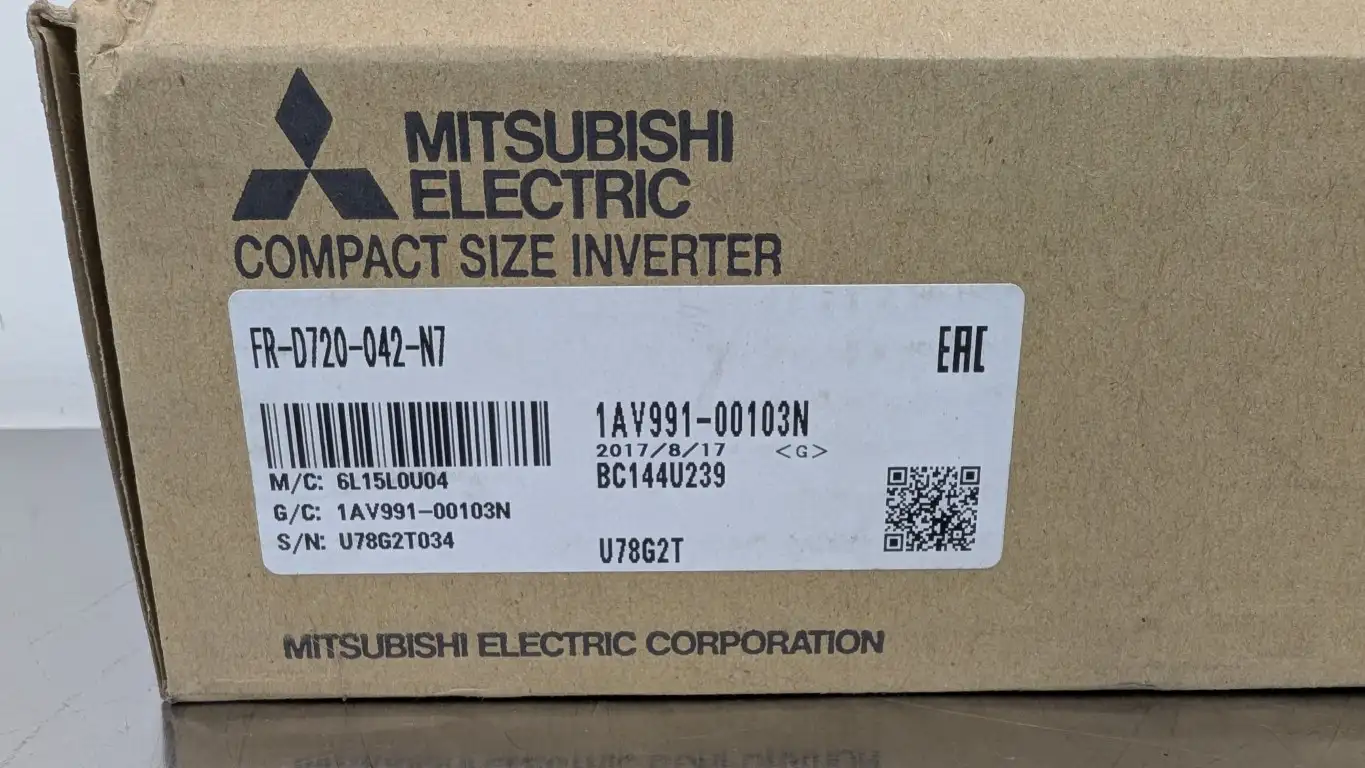 MITSUBISHI
ELECTRIC
COMPACT SIZE INVERTER
FR-D720-042-N7
EAC
1AV991-00103N
2017/8/17 <G>
M/C: 6L15L0U04
BC144U239
G/C: 1AV991-00103N
S/N: U78G2T034
U78G2T
MITSUBISHI ELECTRIC CORPORATION